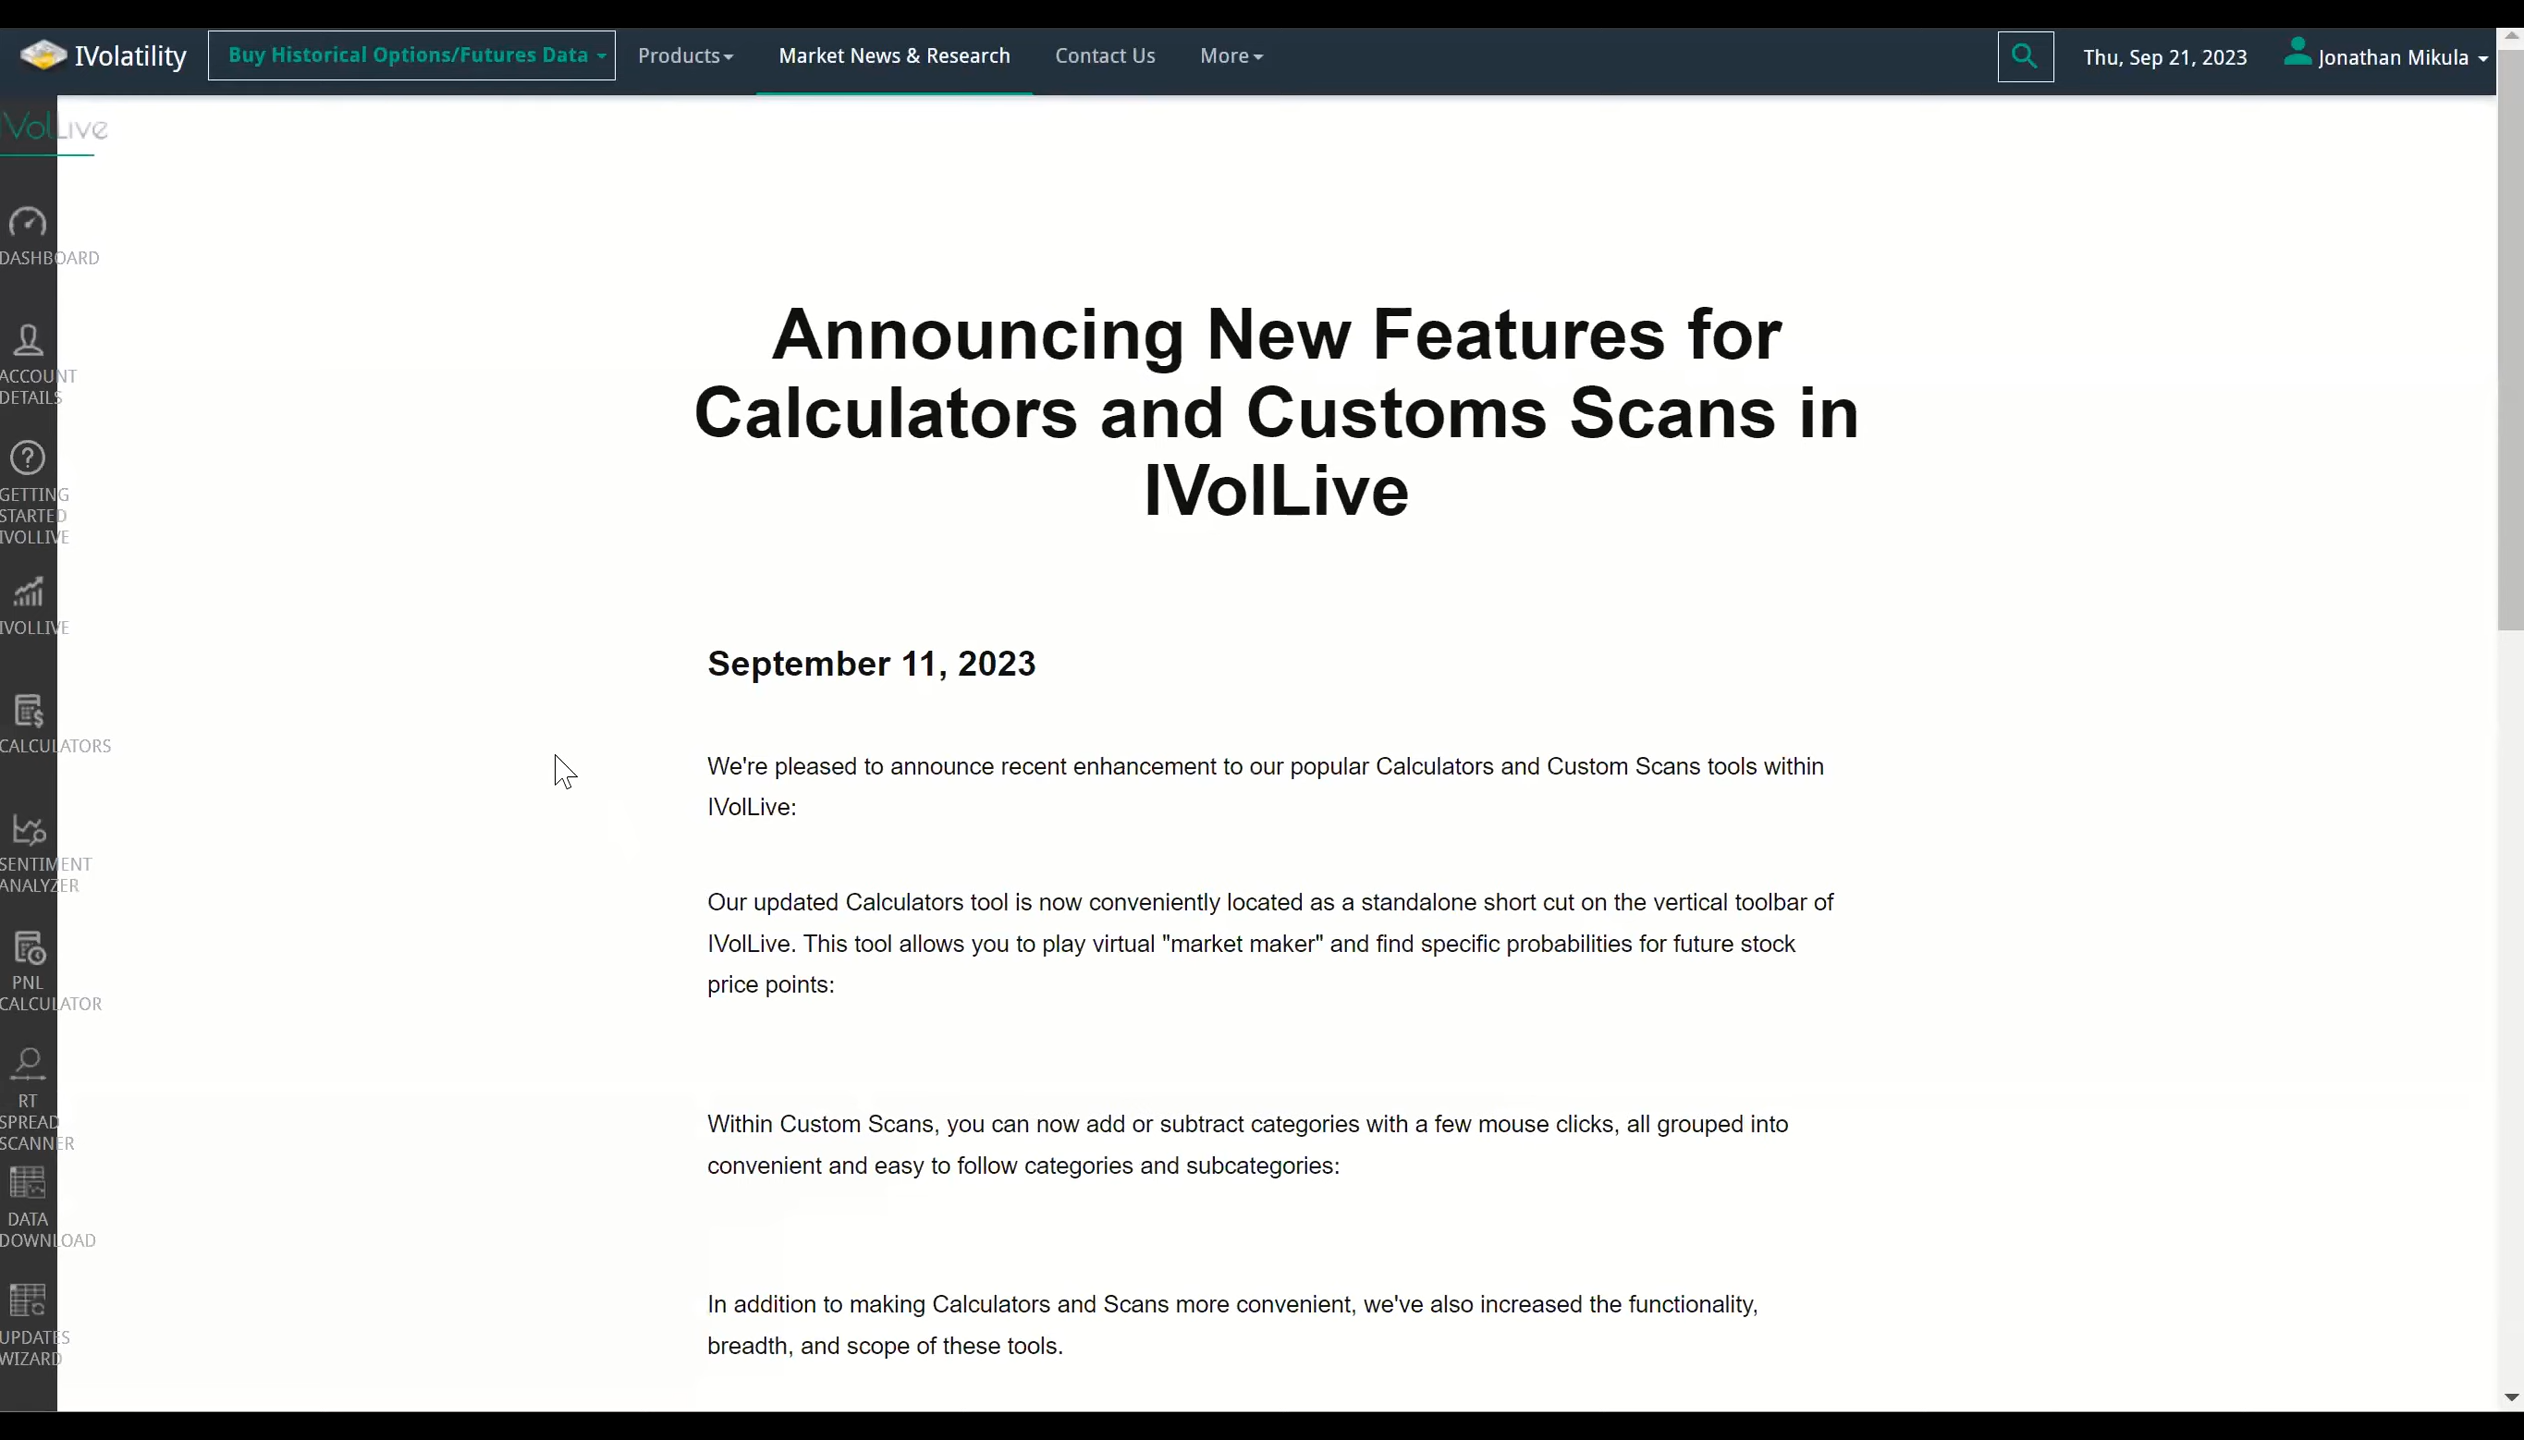 IVolatility
Buy Historical Options/Futures Data
Products
Market News & Research
Contact Us
More
Thu, Sep 21, 2023
Jonathan Mikula
IVolLive
DASHBOARD
ACCOUNT
DETAILS
GETTING
STARTED
IVOLLIVE
IVOLLIVE
CALCULATORS
SENTIMENT
ANALYZER
PNL
CALCULATOR
RT
SPREAD
SCANNER
DATA
DOWNLOAD
UPDATES
WIZARD
Announcing New Features for
Calculators and Customs Scans in
IVolLive
September 11, 2023
We're pleased to announce recent enhancement to our popular Calculators and Custom Scans tools within
IVolLive:
Our updated Calculators tool is now conveniently located as a standalone short cut on the vertical toolbar of
IVolLive. This tool allows you to play virtual "market maker" and find specific probabilities for future stock
price points:
Within Custom Scans, you can now add or subtract categories with a few mouse clicks, all grouped into
convenient and easy to follow categories and subcategories:
In addition to making Calculators and Scans more convenient, we've also increased the functionality,
breadth, and scope of these tools.